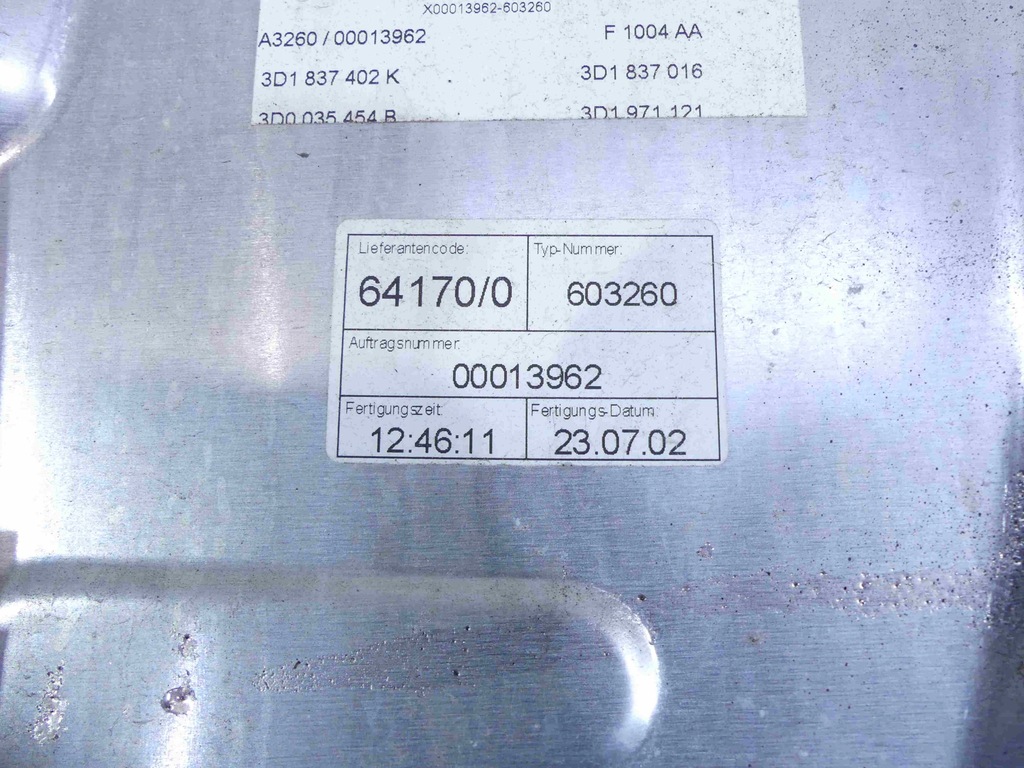 X00013962-603260
A3260 / 00013962 F 1004 AA
3D1 837 402 K 3D1 837 016
3D0 035 454 B 3D1 971 121
Lieferantencode: Typ-Nummer:
64170/0 603260
Auftragsnummer:
00013962
Fertigungszeit: Fertigungs-Datum:
12:46:11 23.07.02